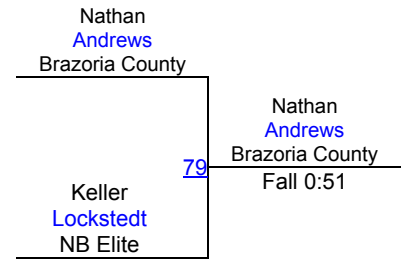 Nathan
Andrews
Brazoria County
79
Keller
Lockstedt
NB Elite
Nathan
Andrews
Brazoria County
Fall 0:51